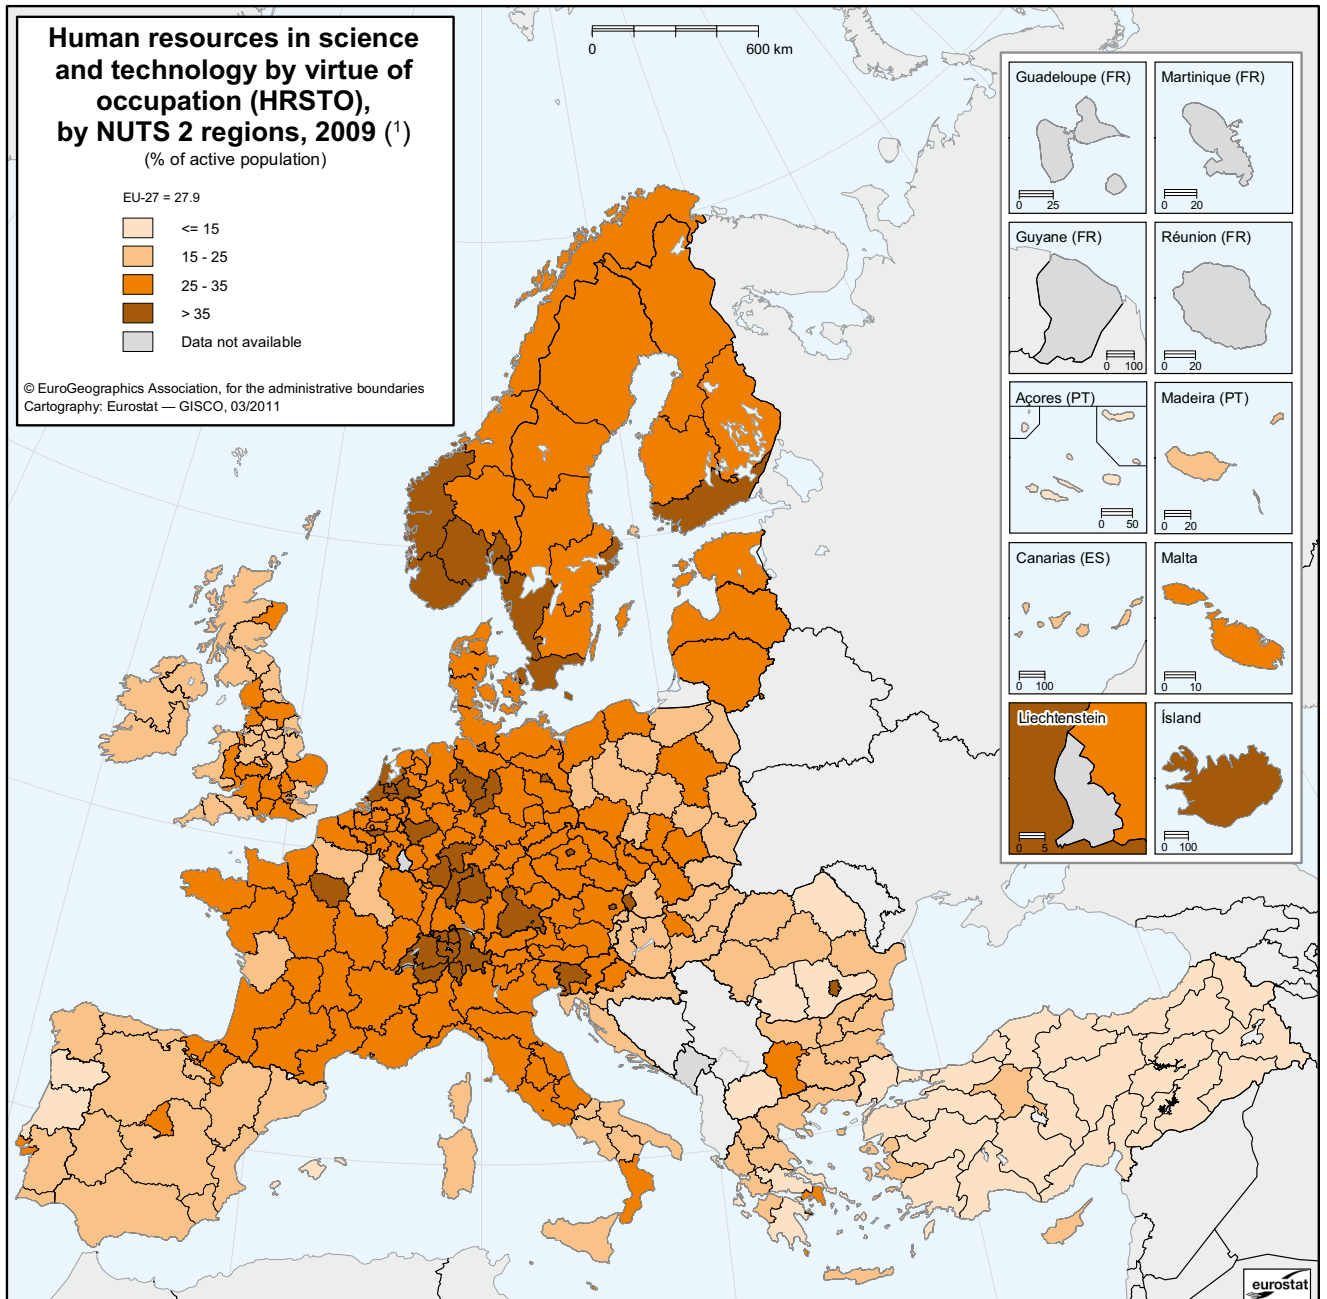 Human resources in science
and technology by virtue of
occupation (HRSTO),
by NUTS 2 regions, 2009 (¹)
(% of active population)
EU-27 = 27.9
<= 15
15 - 25
25 - 35
> 35
Data not available
© EuroGeographics Association, for the administrative boundaries
Cartography: Eurostat — GISCO, 03/2011
0 600 km
Guadeloupe (FR)
0 25
Martinique (FR)
0 20
Guyane (FR)
0 100
Réunion (FR)
0 20
Açores (PT)
0 50
Madeira (PT)
0 20
Canarias (ES)
0 100
Malta
0 10
Liechtenstein
0 5
Ísland
0 100
eurostat